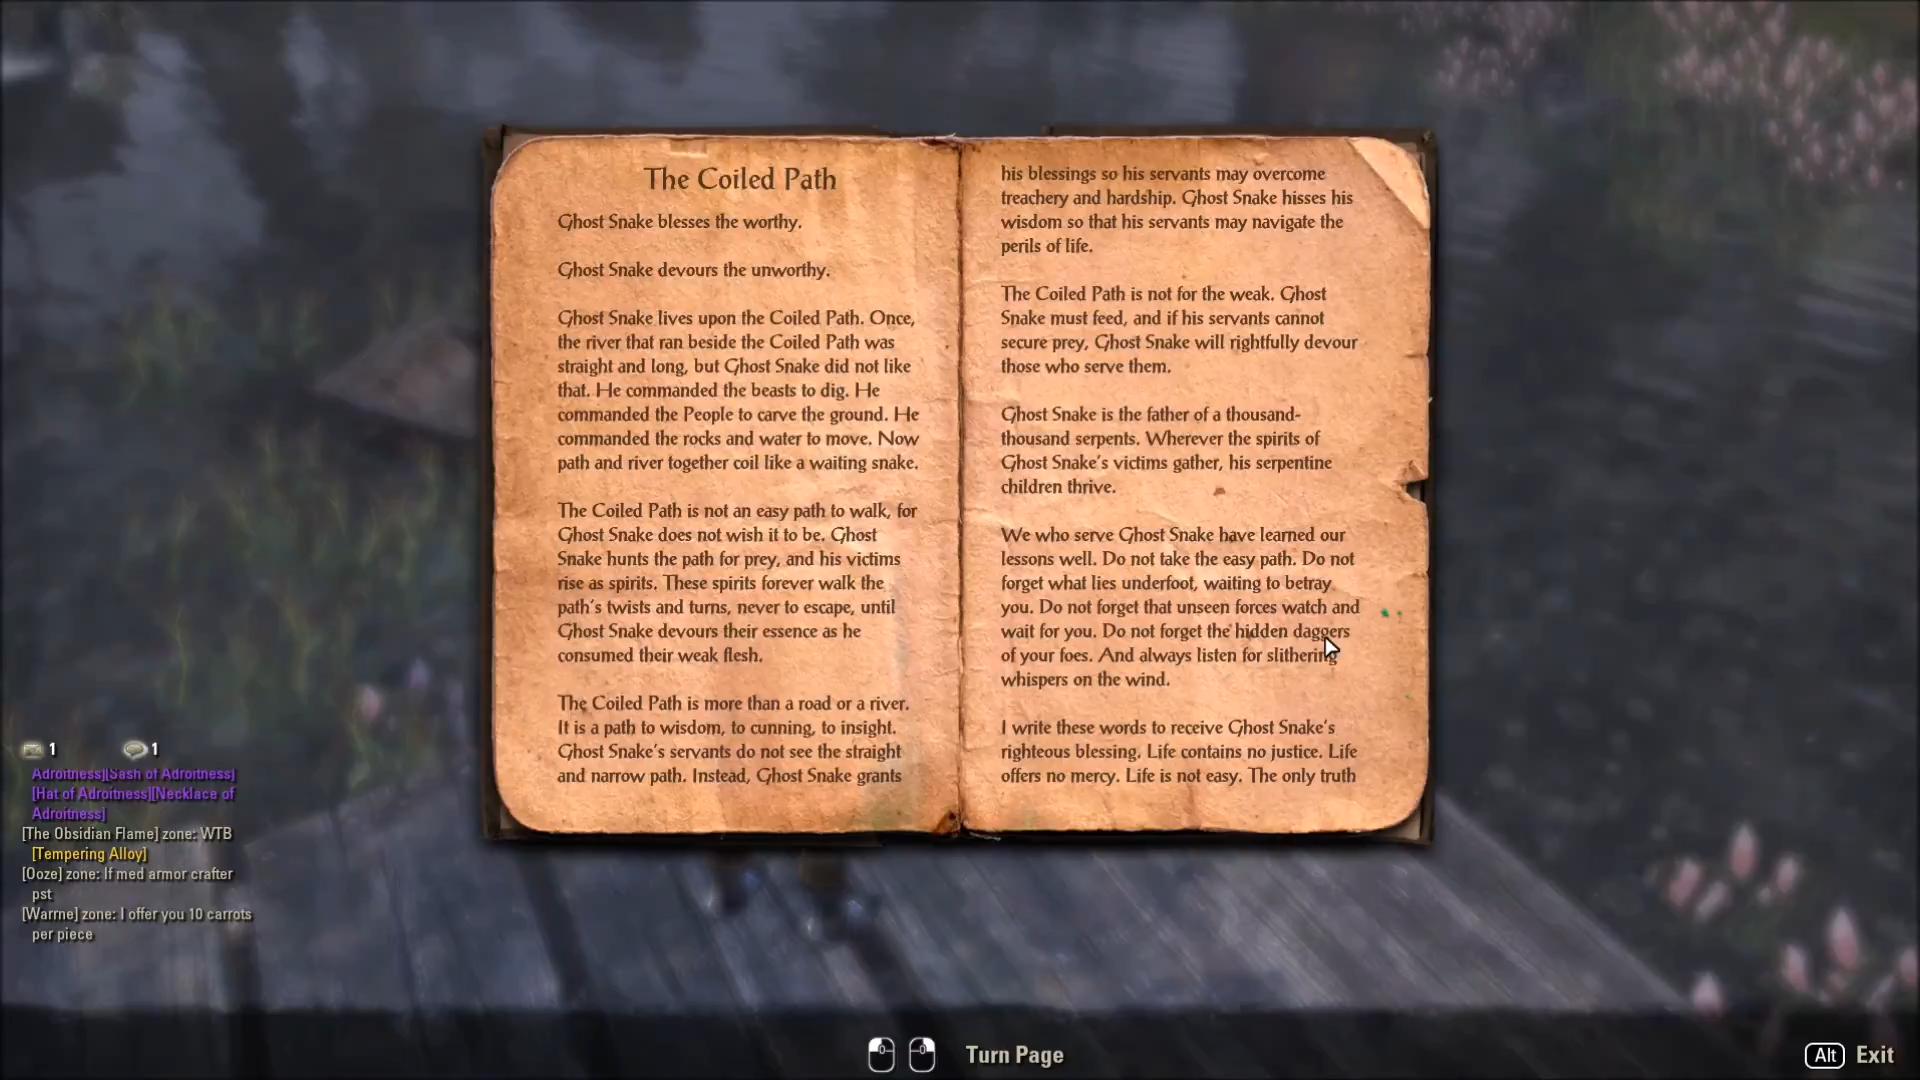 The Coiled Path
Ghost Snake blesses the worthy.
Ghost Snake devours the unworthy.
Ghost Snake lives upon the Coiled Path. Once,
the river that ran beside the Coiled Path was
straight and long, but Ghost Snake did not like
that. He commanded the beasts to dig. He
commanded the People to carve the ground. He
commanded the rocks and water to move. Now
path and river together coil like a waiting snake.
The Coiled Path is not an easy path to walk, for
Ghost Snake does not wish it to be. Ghost
Snake hunts the path for prey, and his victims
rise as spirits. These spirits forever walk the
path's twists and turns, never to escape, until
Ghost Snake devours their essence as he
consumed their weak flesh.
The Coiled Path is more than a road or a river.
It is a path to wisdom, to cunning, to insight.
Ghost Snake's servants do not see the straight
and narrow path. Instead, Ghost Snake grants
his blessings so his servants may overcome
treachery and hardship. Ghost Snake hisses his
wisdom so that his servants may navigate the
perils of life.
The Coiled Path is not for the weak. Ghost
Snake must feed, and if his servants cannot
secure prey, Ghost Snake will rightfully devour
those who serve them.
Ghost Snake is the father of a thousand-
thousand serpents. Wherever the spirits of
Ghost Snake's victims gather, his serpentine
children thrive.
We who serve Ghost Snake have learned our
lessons well. Do not take the easy path. Do not
forget what lies underfoot, waiting to betray
you. Do not forget that unseen forces watch and
wait for you. Do not forget the hidden daggers
of your foes. And always listen for slithering
whispers on the wind.
I write these words to receive Ghost Snake's
righteous blessing. Life contains no justice. Life
offers no mercy. Life is not easy. The only truth
1 1
Adroitness][Sash of Adroitness]
[Hat of Adroitness][Necklace of
Adroitness]
[The Obsidian Flame] zone: WTB
[Tempering Alloy]
[Ooze] zone: If med armor crafter
pst
[Warrne] zone: I offer you 10 carrots
per piece
Turn Page
Alt Exit